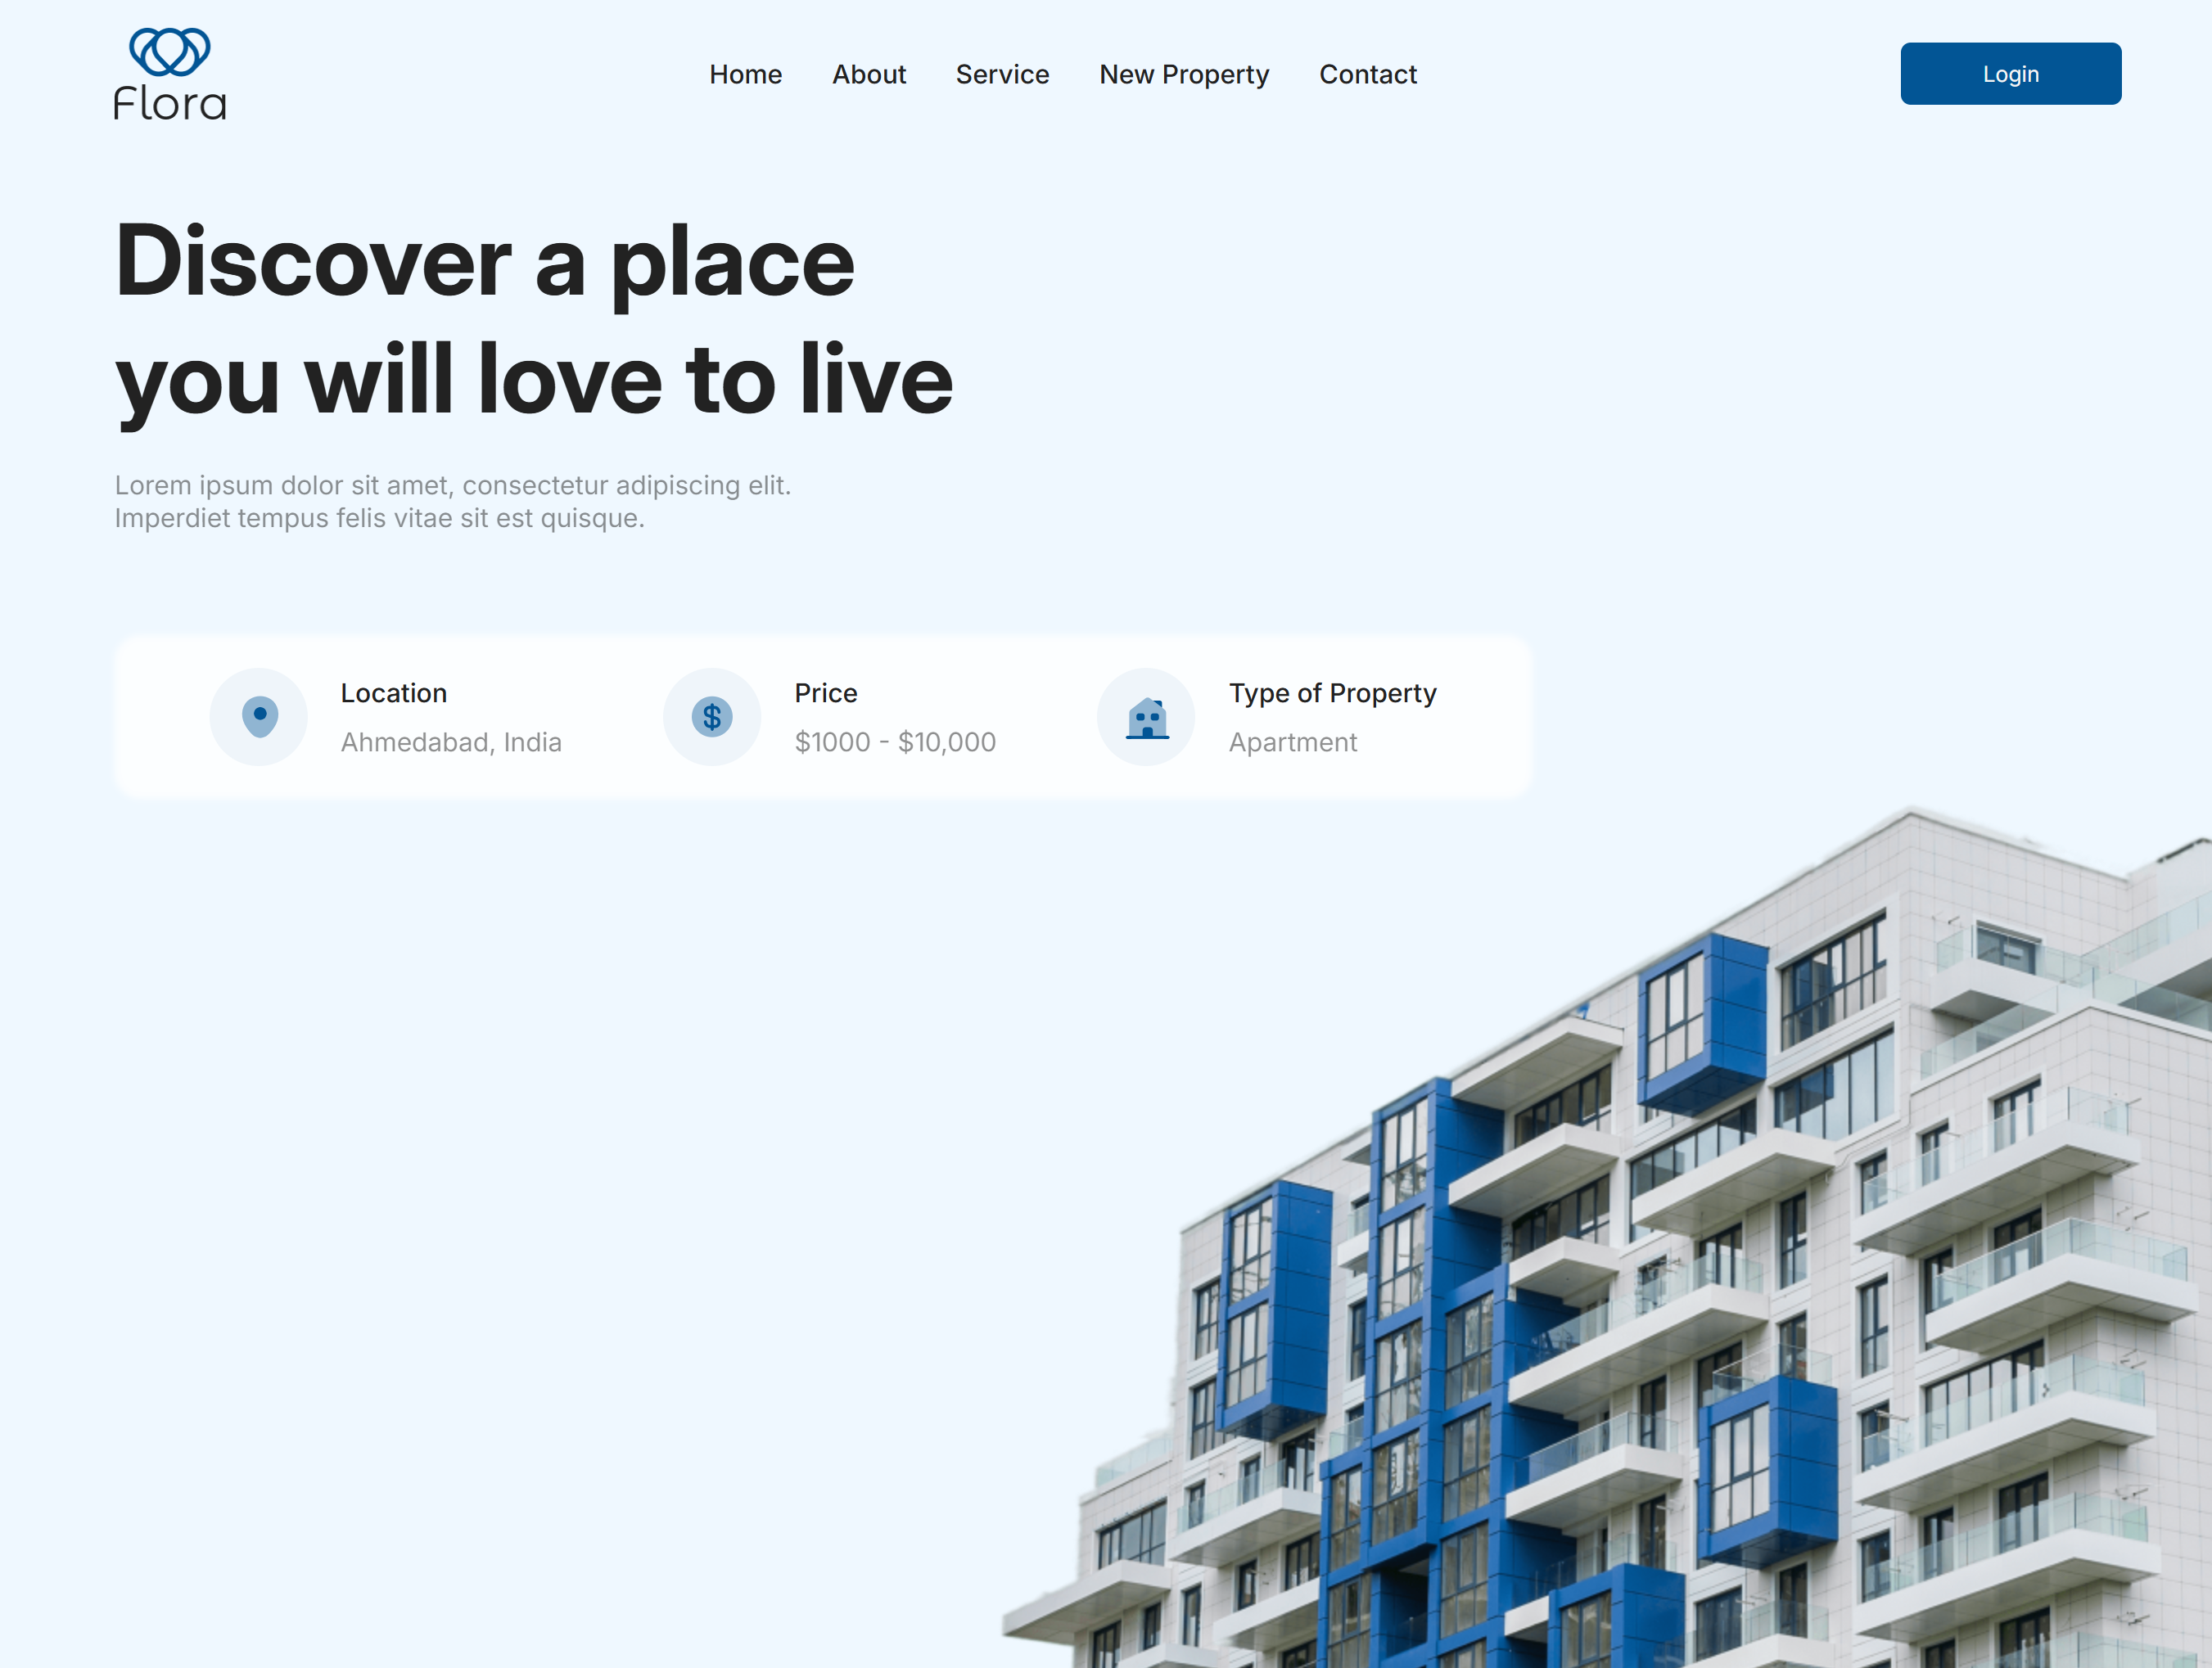 Flora
Home About Service New Property Contact
Login
Discover a place
you will love to live
Lorem ipsum dolor sit amet, consectetur adipiscing elit.
Imperdiet tempus felis vitae sit est quisque.
Location
Ahmedabad, India
Price
$1000 - $10,000
Type of Property
Apartment